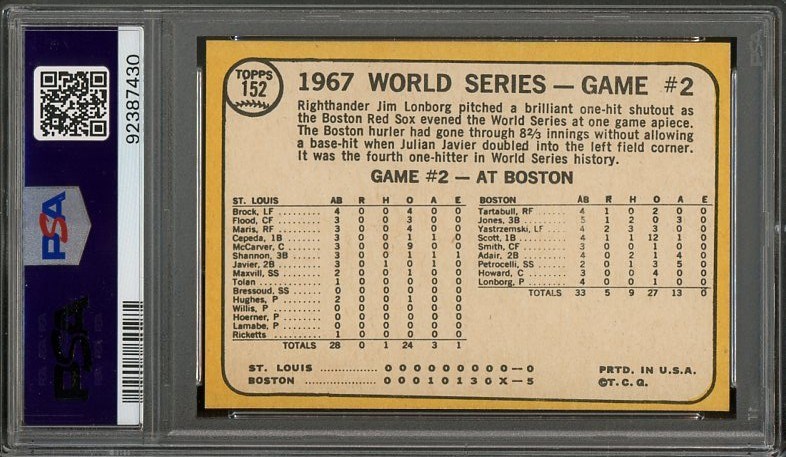 PSA
92387430
PSA
TOPPS
152
1967 WORLD SERIES — GAME #2
Righthander Jim Lonborg pitched a brilliant one-hit shutout as
the Boston Red Sox evened the World Series at one game apiece.
The Boston hurler had gone through 8⅔ innings without allowing
a base-hit when Julian Javier doubled into the left field corner.
It was the fourth one-hitter in World Series history.
GAME #2 — AT BOSTON
ST. LOUIS AB R H O A E
Brock, LF ........ 4 0 0 4 0 0
Flood, CF ........ 3 0 0 3 0 0
Maris, RF ........ 3 0 0 4 0 0
Cepeda, 1B ........ 3 0 0 1 1 0
McCarver, C ........ 3 0 0 9 0 0
Shannon, 3B ........ 3 0 0 1 1 1
Javier, 2B ........ 3 0 1 0 1 0
Maxvill, SS ........ 2 0 0 1 0 0
Tolan ........ 1 0 0 0 0 0
Bressoud, SS ........ 0 0 0 0 0 0
Hughes, P ........ 2 0 0 1 0 0
Willis, P ........ 0 0 0 0 0 0
Hoerner, P ........ 0 0 0 0 0 0
Lamabe, P ........ 0 0 0 0 0 0
Ricketts ........ 1 0 0 0 0 0
TOTALS 28 0 1 24 3 1
BOSTON AB R H O A E
Tartabull, RF ........ 4 1 0 2 0 0
Jones, 3B ........ 5 1 2 0 3 0
Yastrzemski, LF ... 4 2 3 3 0 0
Scott, 1B ........ 4 1 1 12 1 0
Smith, CF ........ 3 0 0 1 0 0
Adair, 2B ........ 4 0 2 1 4 0
Petrocelli, SS ........ 2 0 1 3 5 0
Howard, C ........ 3 0 0 4 0 0
Lonborg, P ........ 4 0 0 1 0 0
TOTALS 33 5 9 27 13 0
ST. LOUIS ........ 0 0 0 0 0 0 0 0 0 — 0
BOSTON ........ 0 0 0 1 0 1 3 0 X — 5
PRTD. IN U.S.A.
©T. C. G.